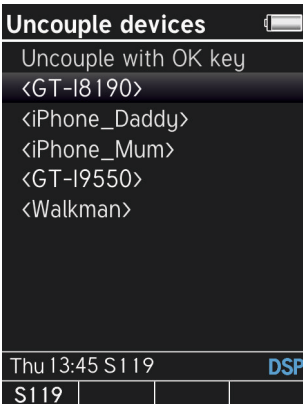 Uncouple devices
Uncouple with OK key
<GT-I8190>
<iPhone_Daddy>
<iPhone_Mum>
<GT-I9550>
<Walkman>
Thu 13:45 S119 DSP
S119